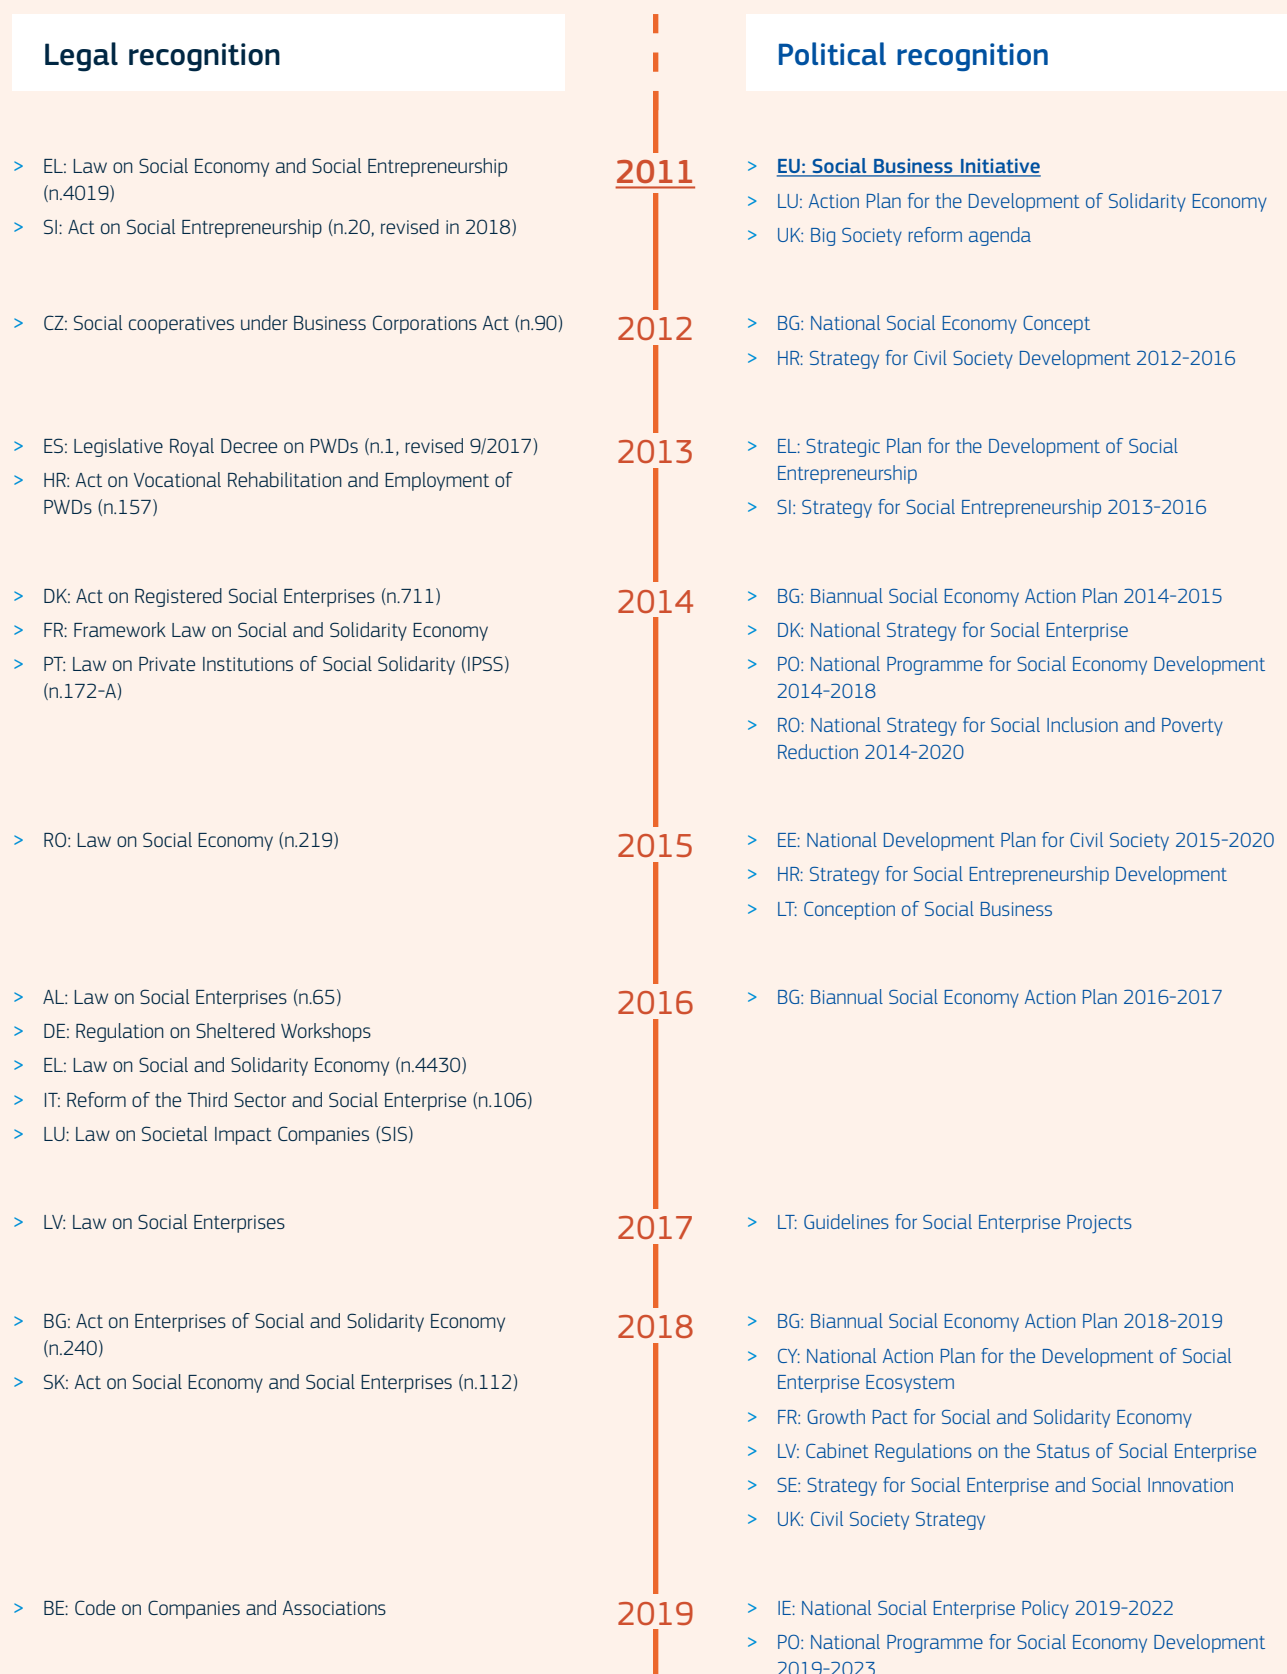 Legal recognition
Political recognition
2011
> EL: Law on Social Economy and Social Entrepreneurship
(n.4019)
> SI: Act on Social Entrepreneurship (n.20, revised in 2018)
> EU: Social Business Initiative
> LU: Action Plan for the Development of Solidarity Economy
> UK: Big Society reform agenda
2012
> CZ: Social cooperatives under Business Corporations Act (n.90)
> BG: National Social Economy Concept
> HR: Strategy for Civil Society Development 2012-2016
2013
> ES: Legislative Royal Decree on PWDs (n.1, revised 9/2017)
> HR: Act on Vocational Rehabilitation and Employment of
PWDs (n.157)
> EL: Strategic Plan for the Development of Social
Entrepreneurship
> SI: Strategy for Social Entrepreneurship 2013-2016
2014
> DK: Act on Registered Social Enterprises (n.711)
> FR: Framework Law on Social and Solidarity Economy
> PT: Law on Private Institutions of Social Solidarity (IPSS)
(n.172-A)
> BG: Biannual Social Economy Action Plan 2014-2015
> DK: National Strategy for Social Enterprise
> PO: National Programme for Social Economy Development
2014-2018
> RO: National Strategy for Social Inclusion and Poverty
Reduction 2014-2020
2015
> RO: Law on Social Economy (n.219)
> EE: National Development Plan for Civil Society 2015-2020
> HR: Strategy for Social Entrepreneurship Development
> LT: Conception of Social Business
2016
> AL: Law on Social Enterprises (n.65)
> DE: Regulation on Sheltered Workshops
> EL: Law on Social and Solidarity Economy (n.4430)
> IT: Reform of the Third Sector and Social Enterprise (n.106)
> LU: Law on Societal Impact Companies (SIS)
> BG: Biannual Social Economy Action Plan 2016-2017
2017
> LV: Law on Social Enterprises
> LT: Guidelines for Social Enterprise Projects
2018
> BG: Act on Enterprises of Social and Solidarity Economy
(n.240)
> SK: Act on Social Economy and Social Enterprises (n.112)
> BG: Biannual Social Economy Action Plan 2018-2019
> CY: National Action Plan for the Development of Social
Enterprise Ecosystem
> FR: Growth Pact for Social and Solidarity Economy
> LV: Cabinet Regulations on the Status of Social Enterprise
> SE: Strategy for Social Enterprise and Social Innovation
> UK: Civil Society Strategy
2019
> BE: Code on Companies and Associations
> IE: National Social Enterprise Policy 2019-2022
> PO: National Programme for Social Economy Development
2019-2023